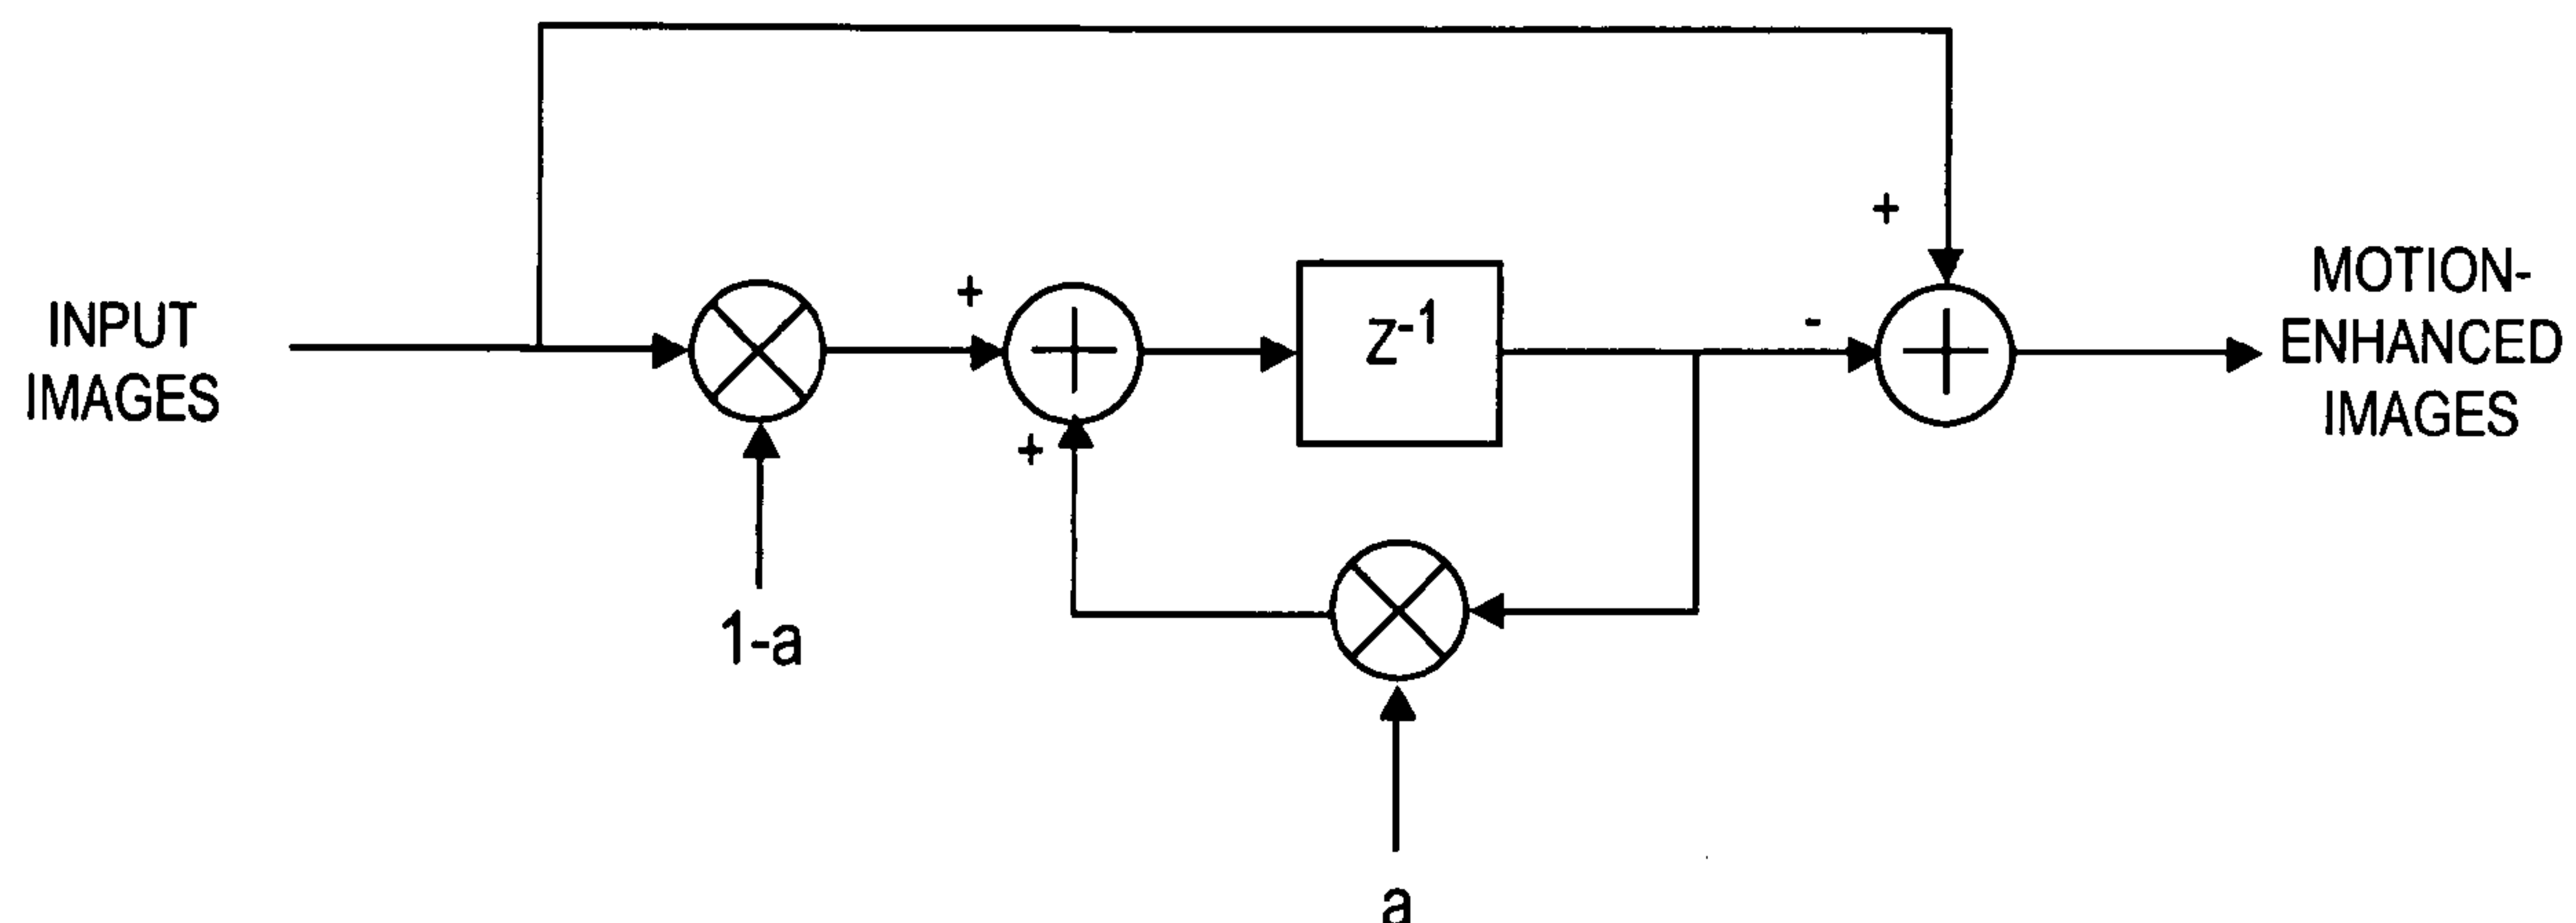 INPUT
IMAGES
1-a
+
+
z-1
a
-
+
MOTION-
ENHANCED
IMAGES